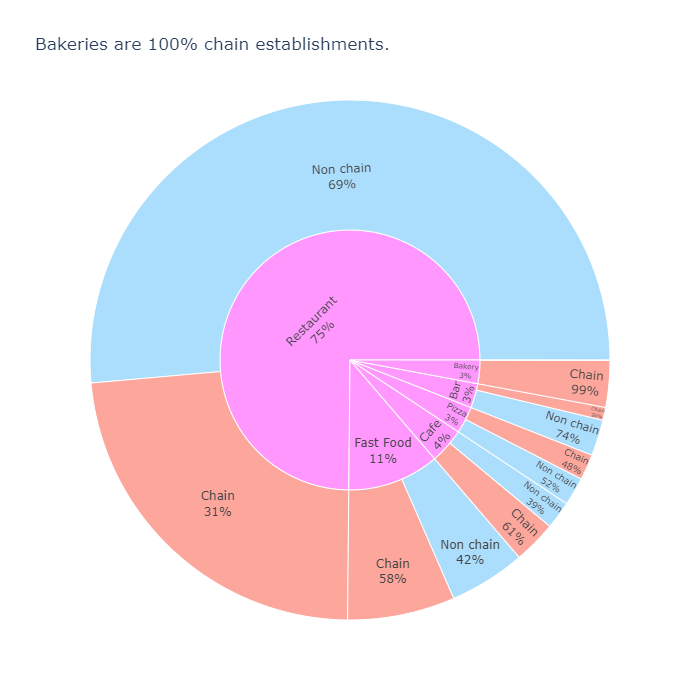 Bakeries are 100% chain establishments.
Non chain
69%
Restaurant
75%
Chain
31%
Fast Food
11%
Chain
58%
Non chain
42%
Cafe
4%
Chain
61%
Non chain
39%
Pizza
3%
Non chain
52%
Chain
48%
Bar
3%
Non chain
74%
Chain
Bakery
3%
Chain
99%